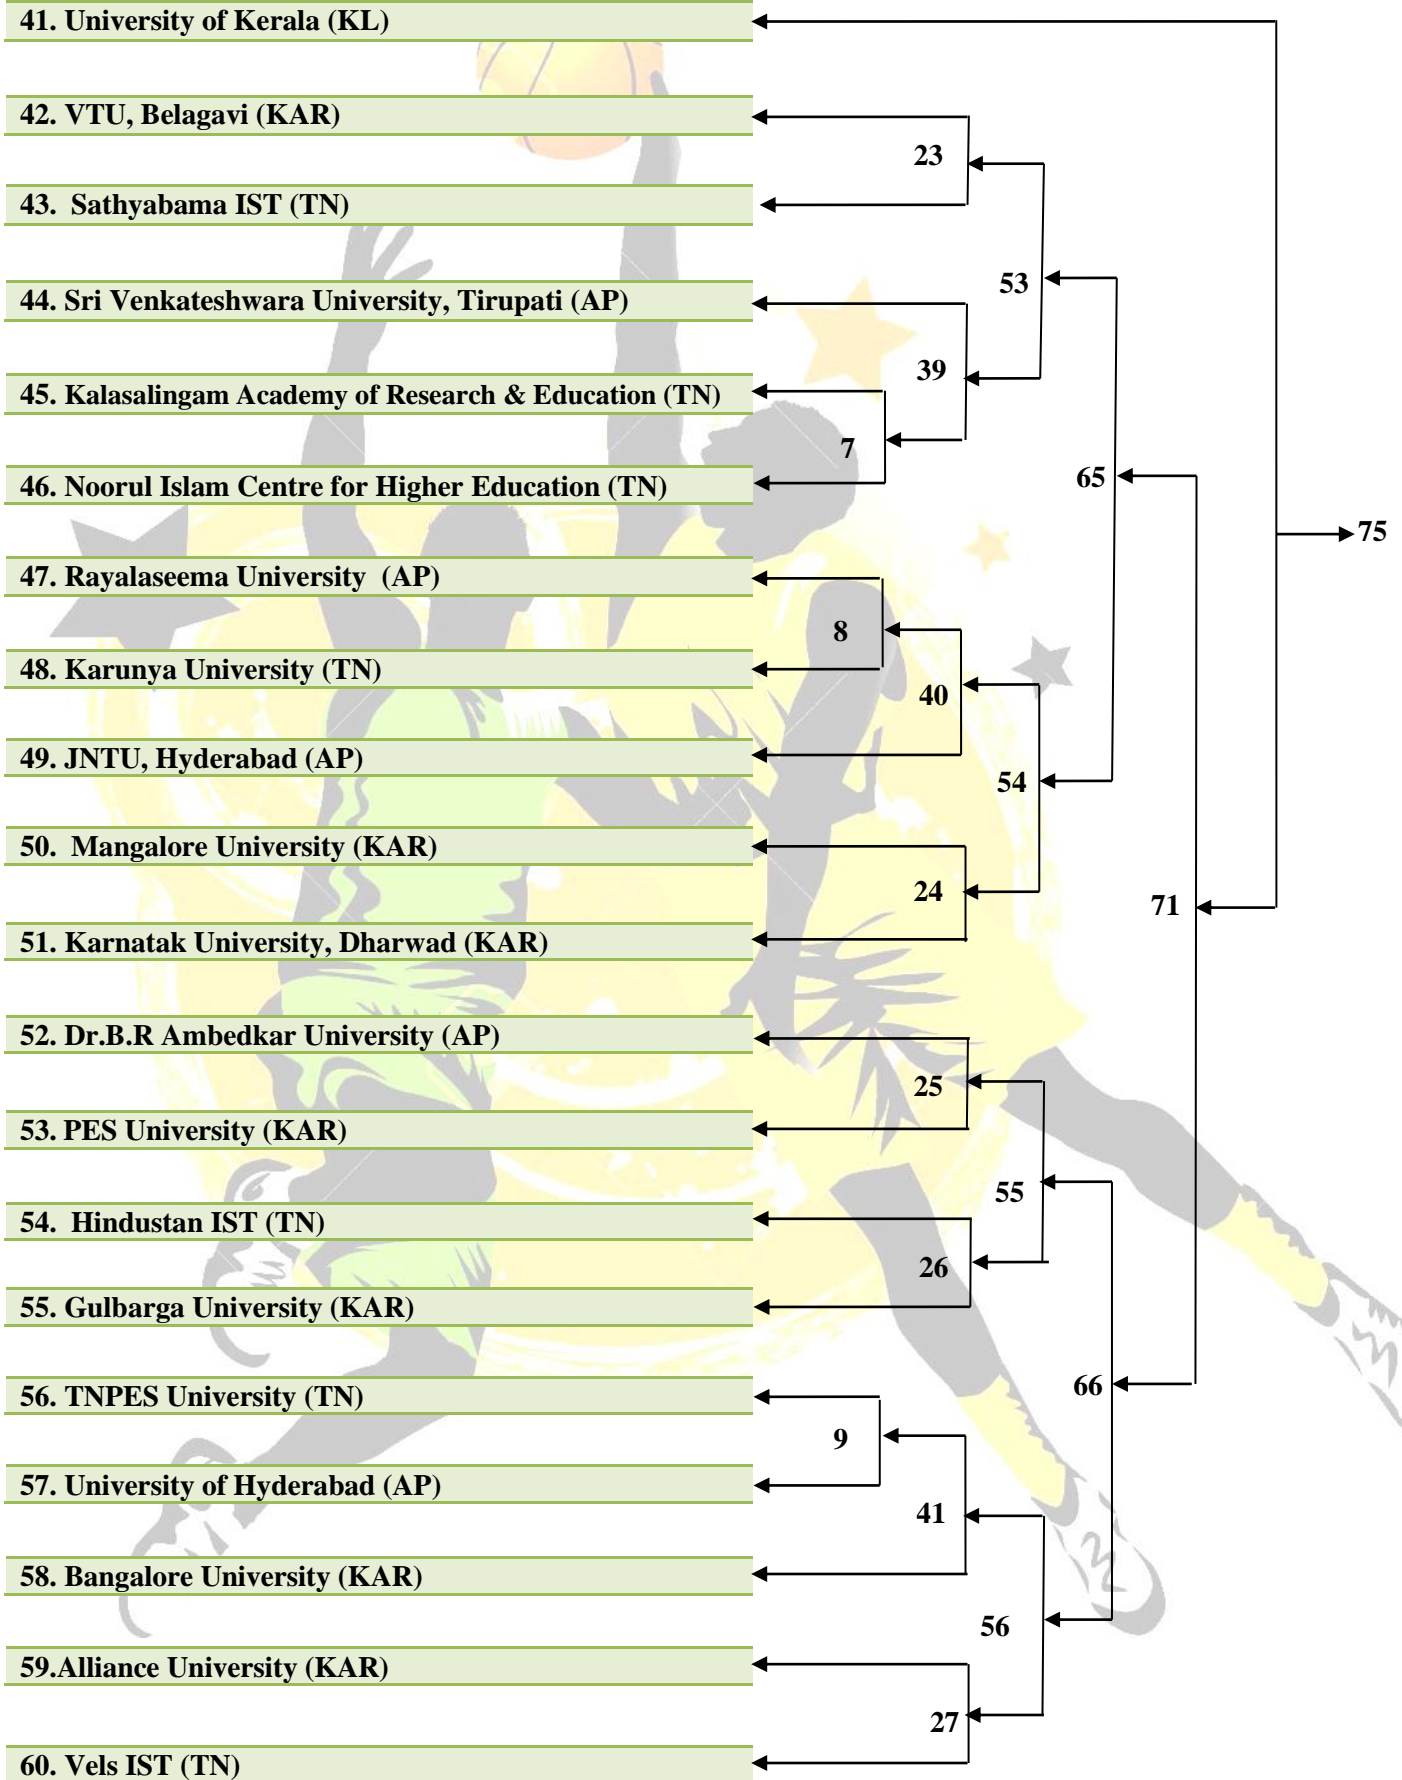 41. University of Kerala (KL)
42. VTU, Belagavi (KAR)
23
43.  Sathyabama IST (TN)
53
44. Sri Venkateshwara University, Tirupati (AP)
39
45. Kalasalingam Academy of Research & Education (TN)
7
46. Noorul Islam Centre for Higher Education (TN)
65
75
47. Rayalaseema University  (AP)
8
48. Karunya University (TN)
40
49. JNTU, Hyderabad (AP)
54
50.  Mangalore University (KAR)
24
71
51. Karnatak University, Dharwad (KAR)
52. Dr.B.R Ambedkar University (AP)
25
53. PES University (KAR)
55
54.  Hindustan IST (TN)
26
55. Gulbarga University (KAR)
66
56. TNPES University (TN)
9
57. University of Hyderabad (AP)
41
58. Bangalore University (KAR)
56
59.Alliance University (KAR)
27
60. Vels IST (TN)